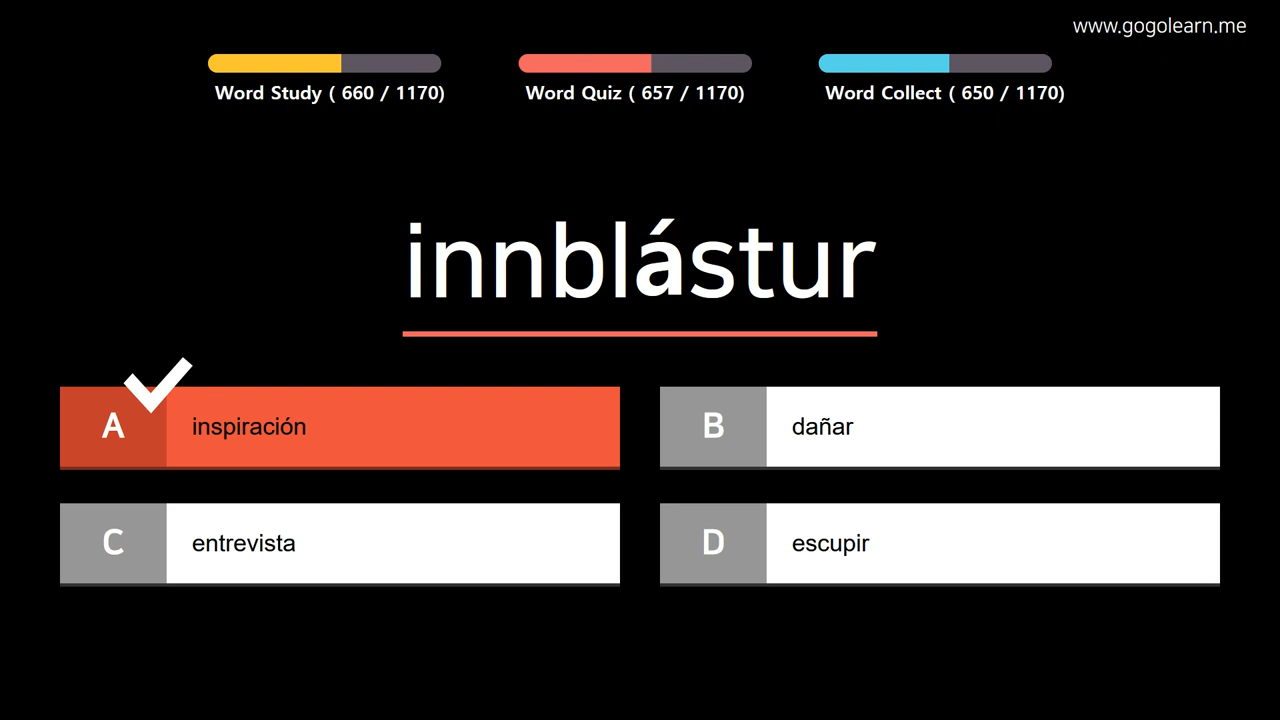 www.gogolearn.me
Word Study ( 660 / 1170)
Word Quiz ( 657 / 1170)
Word Collect ( 650 / 1170)
innblástur
A inspiración
B dañar
C entrevista
D escupir